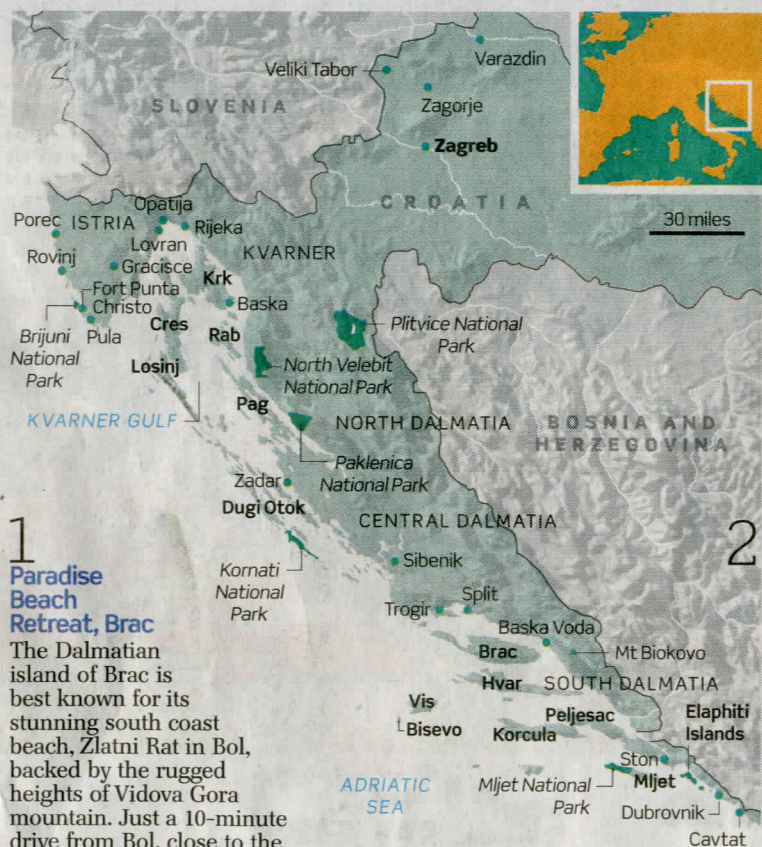 Veliki Tabor
Varazdin
SLOVENIA
Zagorje
Zagreb
CROATIA
30 miles
Opatija
Porec
ISTRIA
Rijeka
Lovran
KVARNER
Rovinj
Gracisce
Krk
Fort Punta
Christo
Baska
Brijuni
National
Park
Pula
Cres
Rab
Plitvice National
Park
Losinj
North Velebit
National Park
KVARNER GULF
Pag
NORTH DALMATIA
BOSNIA AND
HERZEGOVINA
Paklenica
National Park
Zadar
Dugi Otok
CENTRAL DALMATIA
Kornati
National
Park
Sibenik
Trogir
Split
Baska Voda
Brac
Mt Biokovo
Hvar
SOUTH DALMATIA
Vis
Bisevo
Peljesac
Korcula
Elaphiti
Islands
Ston
Mljet
ADRIATIC
SEA
Mljet National
Park
Dubrovnik
Cavtat
1
Paradise
Beach
Retreat, Brac
The Dalmatian
island of Brac is
best known for its
stunning south coast
beach, Zlatni Rat in Bol,
backed by the rugged
heights of Vidova Gora
mountain. Just a 10-minute
drive from Bol, close to the
2